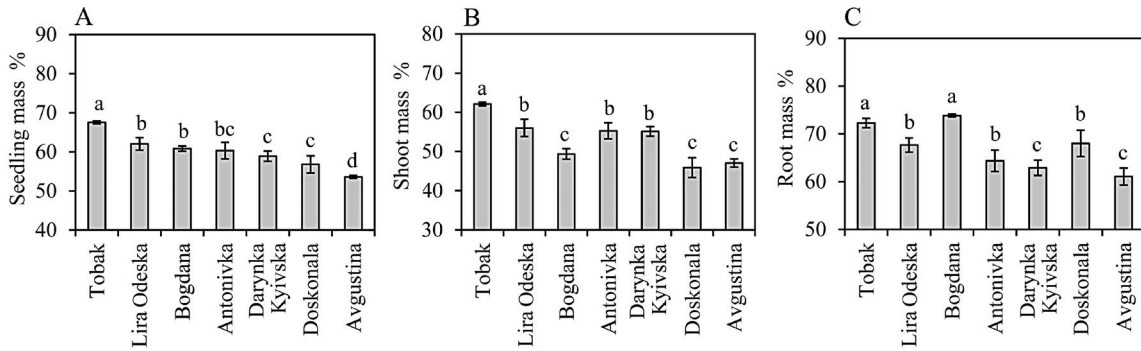 A
Seedling mass %
90
80
70
60
50
40
a
b
b
bc
c
c
d
Tobak
Lira Odeska
Bogdana
Antonivka
Darynka
Kyivska
Doskonala
Avgustina
B
Shoot mass %
80
70
60
50
40
30
a
b
c
b
b
c
c
Tobak
Lira Odeska
Bogdana
Antonivka
Darynka
Kyivska
Doskonala
Avgustina
C
Root mass %
90
80
70
60
50
a
b
a
b
c
b
c
Tobak
Lira Odeska
Bogdana
Antonivka
Darynka
Kyivska
Doskonala
Avgustina